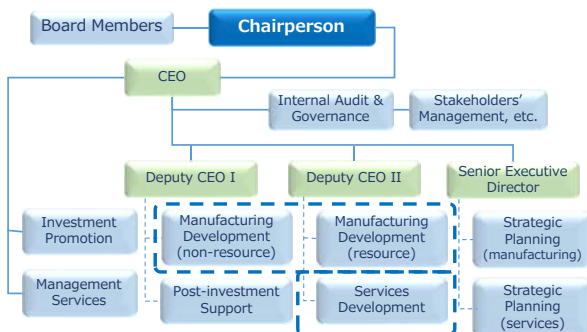 Board Members
Chairperson
CEO
Internal Audit &
Governance
Stakeholders’
Management, etc.
Deputy CEO I
Deputy CEO II
Senior Executive
Director
Investment
Promotion
Manufacturing
Development
(non-resource)
Manufacturing
Development
(resource)
Strategic
Planning
(manufacturing)
Management
Services
Post-investment
Support
Services
Development
Strategic
Planning
(services)